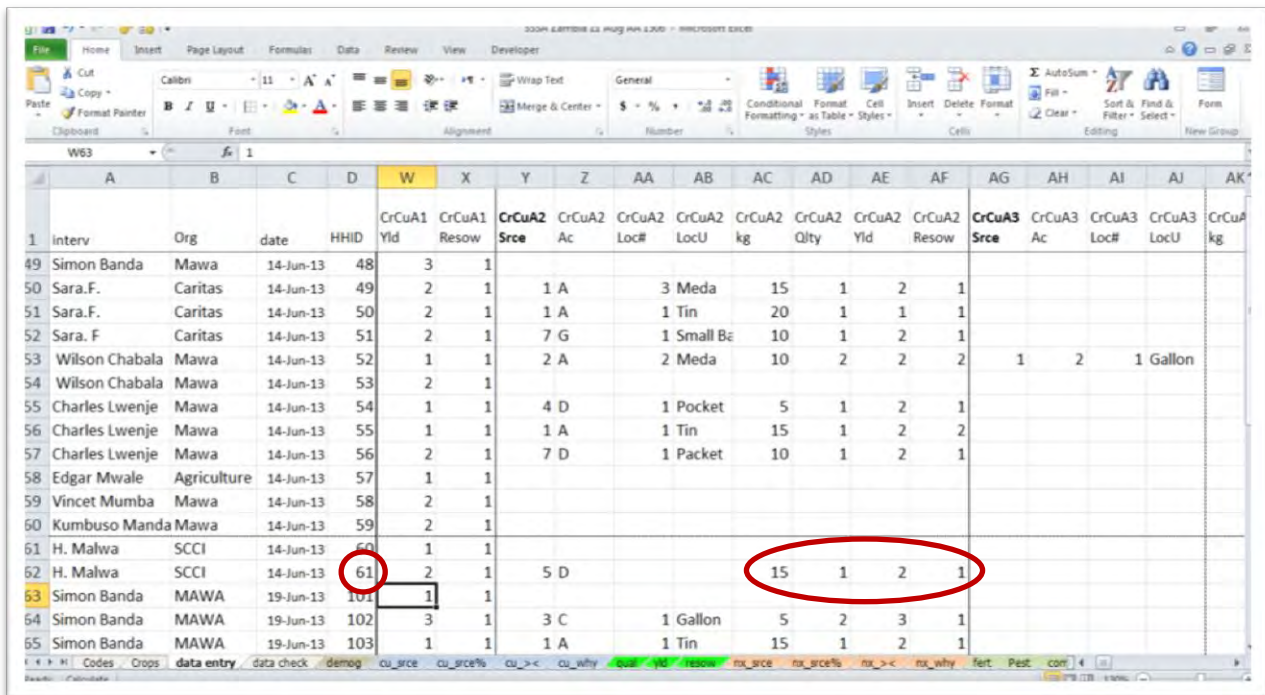 File Home Insert Page Layout Formulas Data Review View Developer
Cut Calibri 11 Wrap Text General Σ AutoSum
Copy Fill
Paste Format Painter B I U Merge & Center $ % Conditional Formatting Format as Table Cell Styles Insert Delete Format Clear Sort & Filter Find & Select Form
Clipboard Font Alignment Number Styles Cells Editing New Group
W63 fx 1
A B C D W X Y Z AA AB AC AD AE AF AG AH AI AJ AK
CrCuA1 CrCuA1 CrCuA2 CrCuA2 CrCuA2 CrCuA2 CrCuA2 CrCuA2 CrCuA2 CrCuA2 CrCuA3 CrCuA3 CrCuA3 CrCuA3 CrCuA
1 interv Org date HHID Yld Resow Srce Ac Loc# LocU kg Qlty Yld Resow Srce Ac Loc# LocU kg
49 Simon Banda Mawa 14-Jun-13 48 3 1
50 Sara.F. Caritas 14-Jun-13 49 2 1 1 A 3 Meda 15 1 2 1
51 Sara.F. Caritas 14-Jun-13 50 2 1 1 A 1 Tin 20 1 1 1
52 Sara. F Caritas 14-Jun-13 51 2 1 7 G 1 Small Ba 10 1 2 1
53 Wilson Chabala Mawa 14-Jun-13 52 1 1 2 A 2 Meda 10 2 2 2 1 2 1 Gallon
54 Wilson Chabala Mawa 14-Jun-13 53 2 1
55 Charles Lwenje Mawa 14-Jun-13 54 1 1 4 D 1 Pocket 5 1 2 1
56 Charles Lwenje Mawa 14-Jun-13 55 1 1 1 A 1 Tin 15 1 2 2
57 Charles Lwenje Mawa 14-Jun-13 56 2 1 7 D 1 Packet 10 1 2 1
58 Edgar Mwale Agriculture 14-Jun-13 57 1 1
59 Vincet Mumba Mawa 14-Jun-13 58 2 1
60 Kumbuso Manda Mawa 14-Jun-13 59 2 1
61 H. Malwa SCCI 14-Jun-13 60 1 1
62 H. Malwa SCCI 14-Jun-13 61 2 1 5 D 15 1 2 1
63 Simon Banda MAWA 19-Jun-13 101 1 1
64 Simon Banda MAWA 19-Jun-13 102 3 1 3 C 1 Gallon 5 2 3 1
65 Simon Banda MAWA 19-Jun-13 103 1 1 1 A 1 Tin 15 1 2 1
Codes Crops data entry data check demog cu_srce cu_srce% cu_>< cu_why qual yld resow nx_srce nx_srce% nx_>< nx_why fert Pest com
Ready Calculate 130%